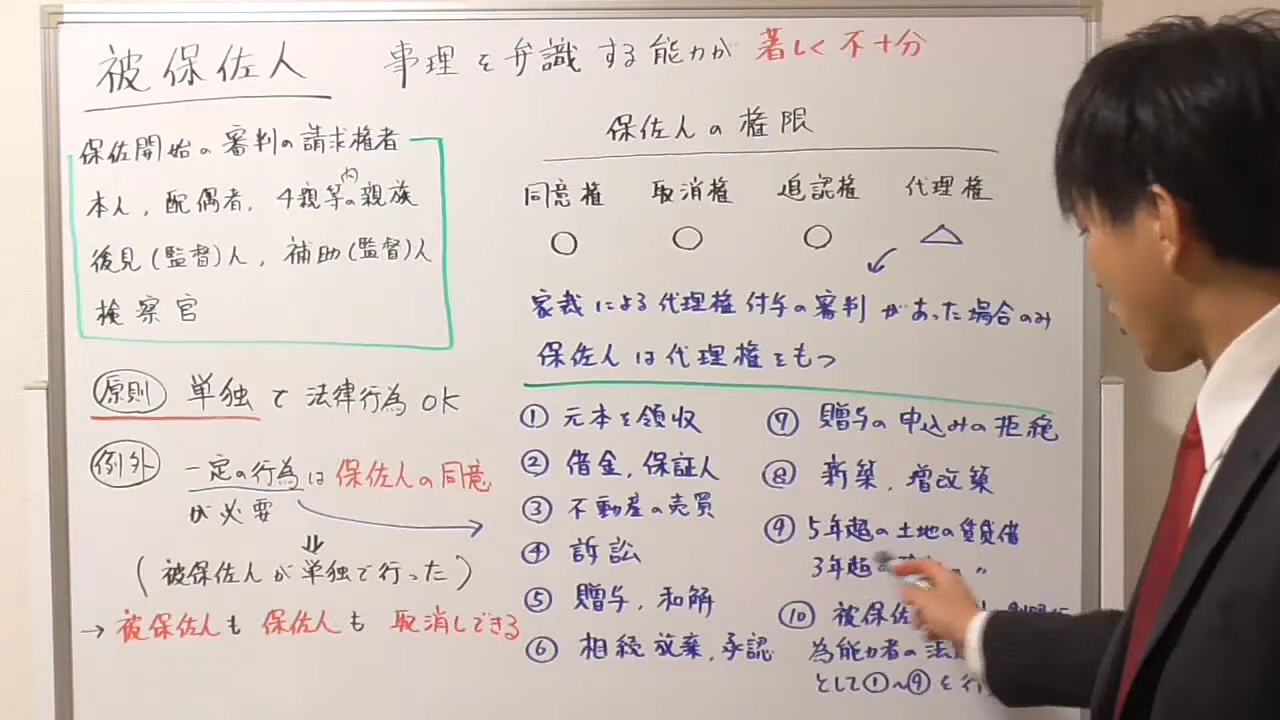 被保佐人 事理を弁識する能力が著しく不十分
保佐開始の審判の請求権者
本人, 配偶者, 4親等内の親族
後見(監督)人, 補助(監督)人
検察官
原則 単独で法律行為OK
例外 一定の行為は保佐人の同意
が必要
⇓
(被保佐人が単独で行った)
→ 被保佐人も保佐人も 取消しできる
保佐人の権限
同意権 取消権 追認権 代理権
○ ○ ○ △
家裁による代理権付与の審判があった場合のみ
保佐人は代理権をもつ
① 元本を領収
② 借金, 保証人
③ 不動産の売買
④ 訴訟
⑤ 贈与, 和解
⑥ 相続放棄, 承認
⑦ 贈与の申込みの拒絶
⑧ 新築, 増改築
⑨ 5年超の土地の賃貸借
3年超 〃
⑩ 被保佐
為能力者の法
として①~⑨を行